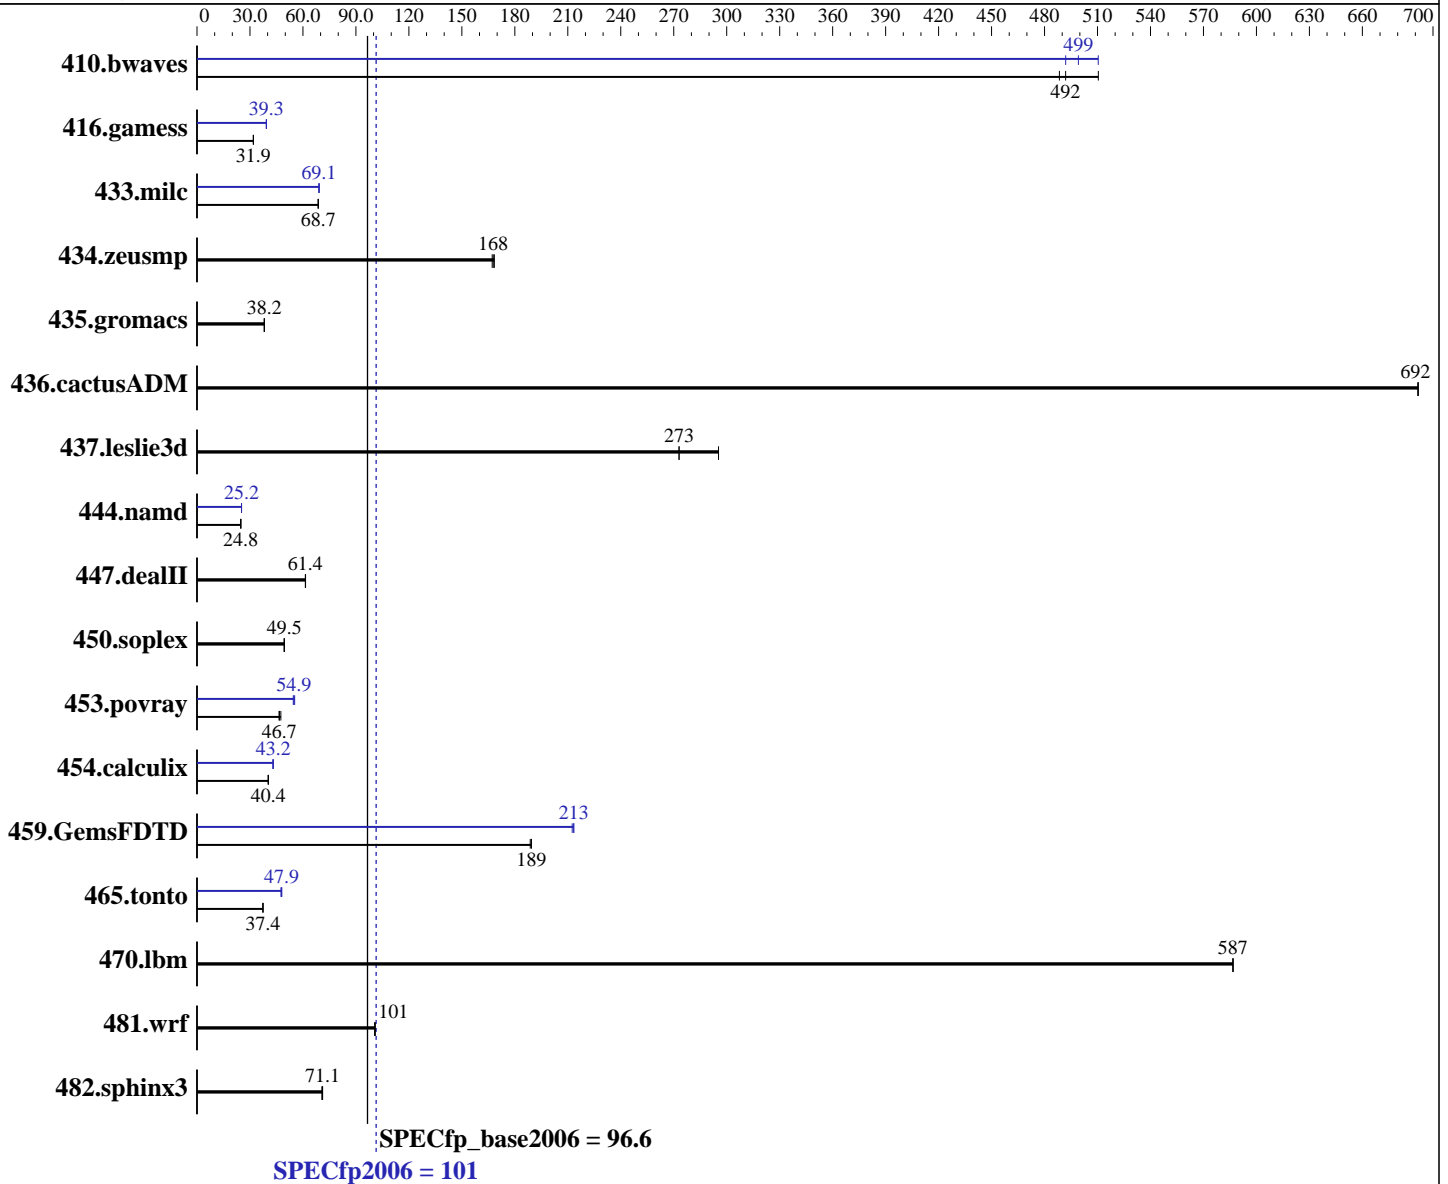 0 30.0 60.0 90.0 120 150 180 210 240 270 300 330 360 390 420 450 480 510 540 570 600 630 660 700
499
410.bwaves
492
39.3
416.gamess
31.9
69.1
433.milc
68.7
168
434.zeusmp
38.2
435.gromacs
692
436.cactusADM
273
437.leslie3d
25.2
444.namd
24.8
61.4
447.dealII
49.5
450.soplex
54.9
453.povray
46.7
43.2
454.calculix
40.4
213
459.GemsFDTD
189
47.9
465.tonto
37.4
587
470.lbm
101
481.wrf
71.1
482.sphinx3
SPECfp_base2006 = 96.6
SPECfp2006 = 101